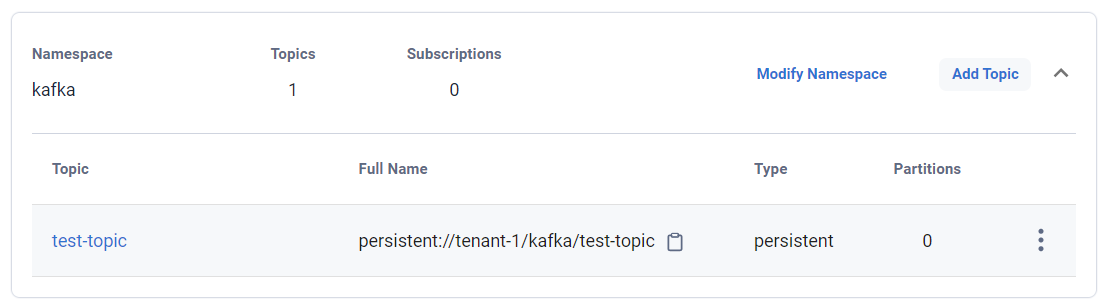 Namespace Topics Subscriptions
kafka 1 0 Modify Namespace Add Topic
Topic Full Name Type Partitions
test-topic persistent://tenant-1/kafka/test-topic persistent 0